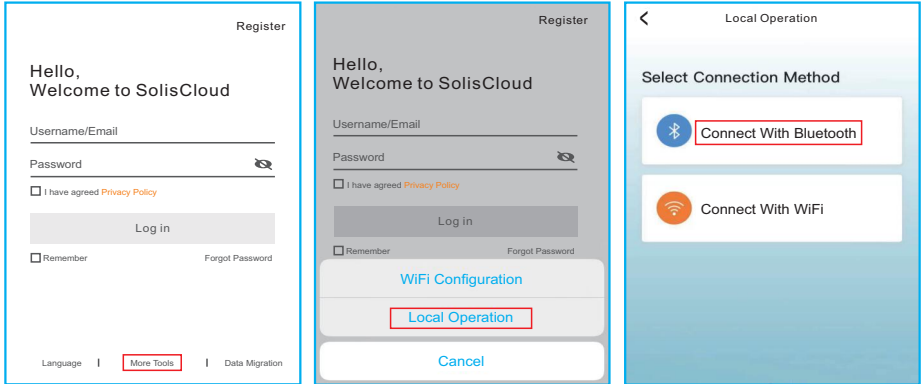 Register
Hello,
Welcome to SolisCloud
Username/Email
Password
I have agreed Privacy Policy
Log in
Remember Forgot Password
Language | More Tools | Data Migration
Register
Hello,
Welcome to SolisCloud
Username/Email
Password
I have agreed Privacy Policy
Log in
Remember Forgot Password
WiFi Configuration
Local Operation
Cancel
Local Operation
Select Connection Method
Connect With Bluetooth
Connect With WiFi